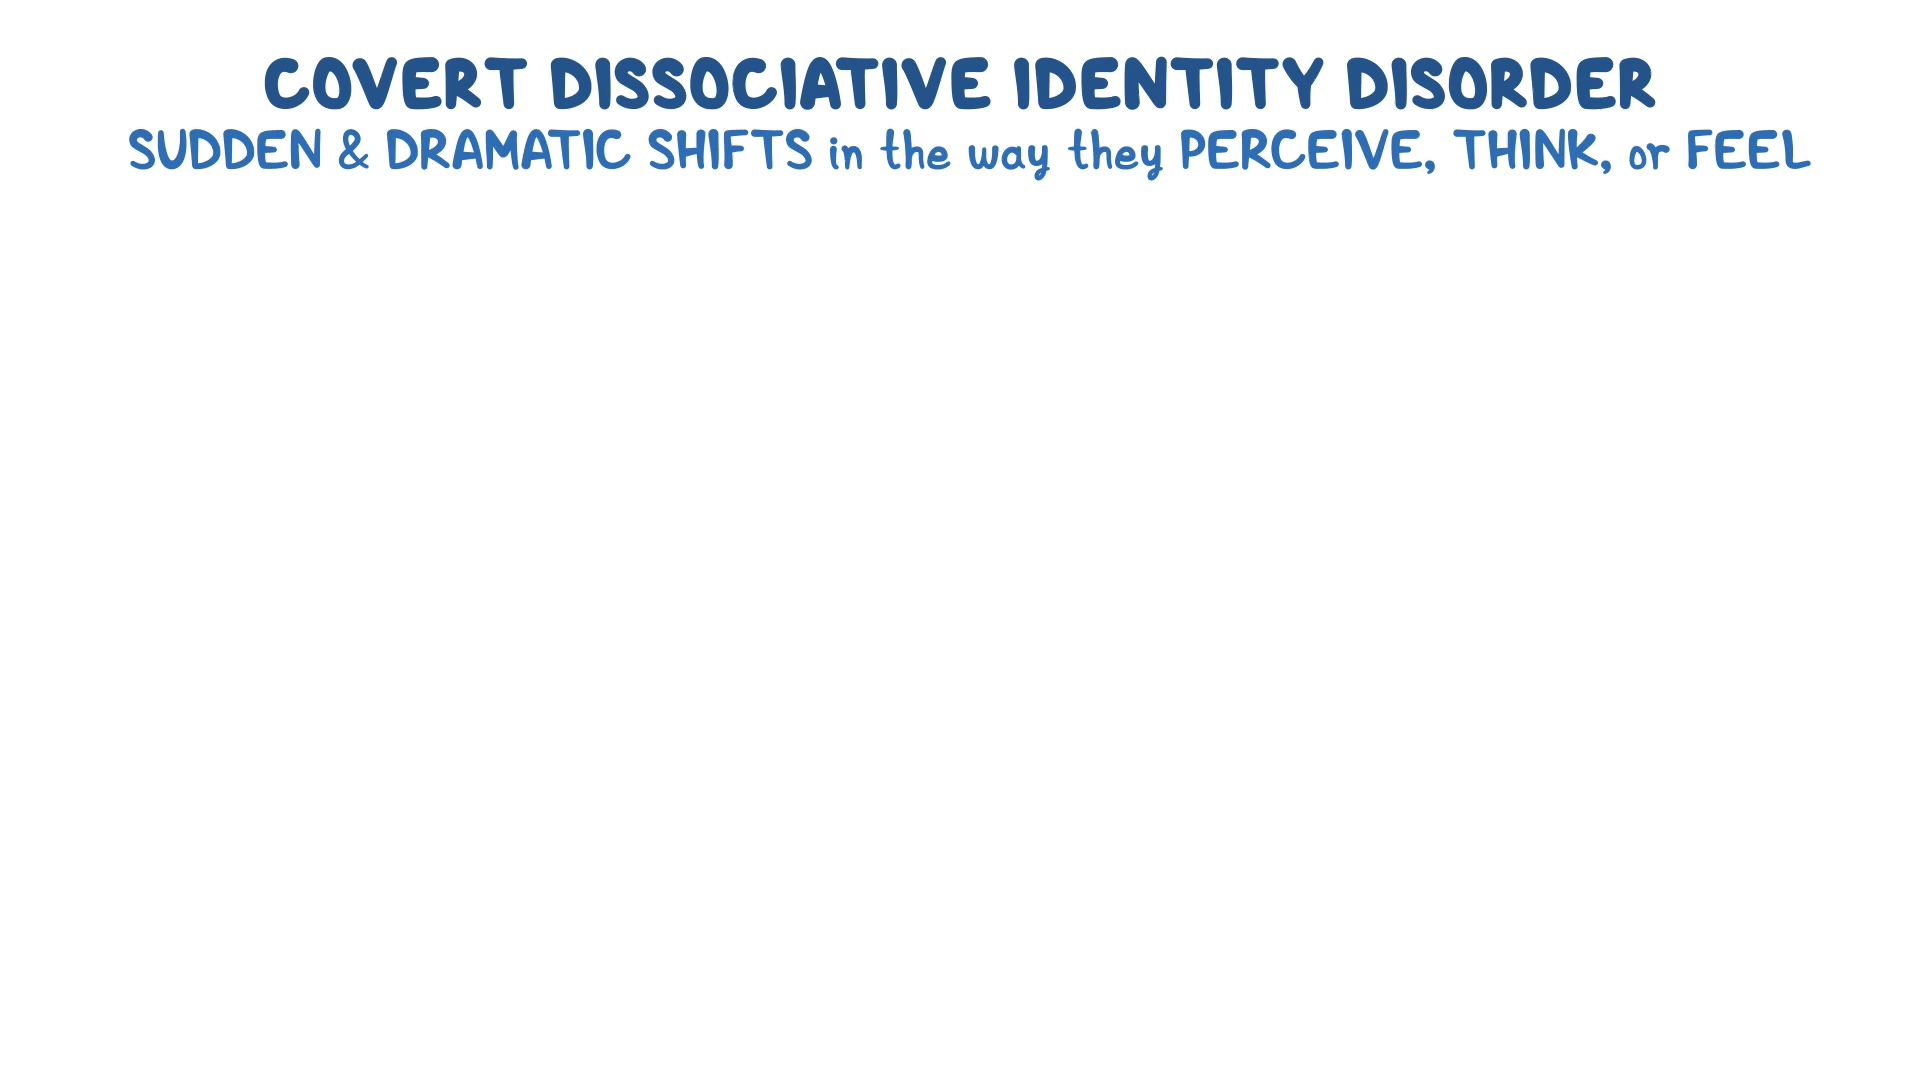 COVERT DISSOCIATIVE IDENTITY DISORDER
SUDDEN & DRAMATIC SHIFTS in the way they PERCEIVE, THINK, or FEEL